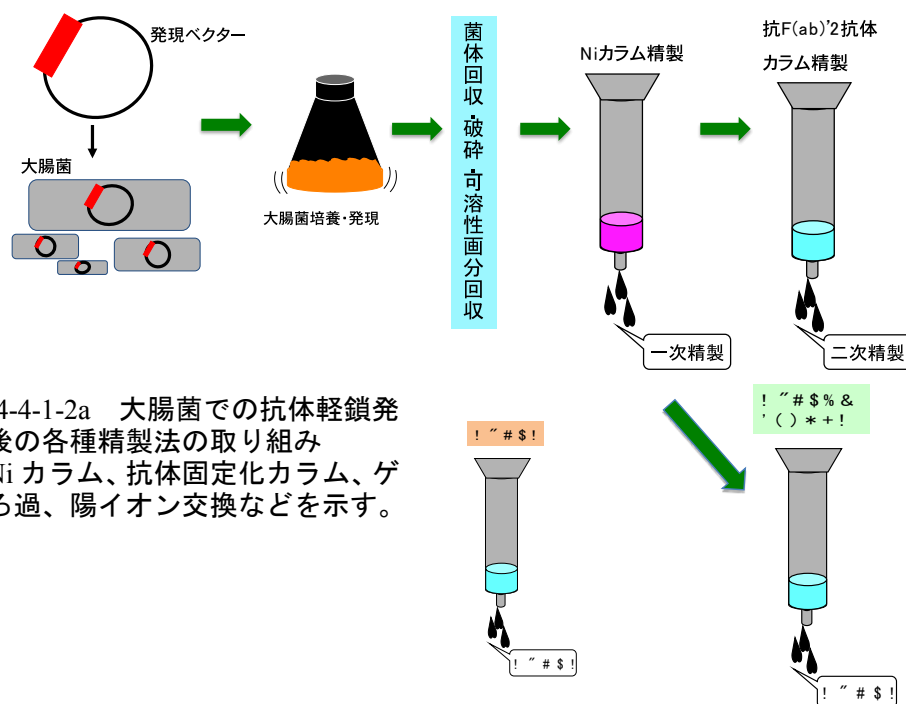 発現ベクター
大腸菌
大腸菌培養・発現
菌体回収・破砕・可溶性画分回収
Niカラム精製
一次精製
抗F(ab)'2抗体
カラム精製
二次精製
4-4-1-2a 大腸菌での抗体軽鎖発
後の各種精製法の取り組み
Ni カラム、抗体固定化カラム、ゲ
ろ過、陽イオン交換などを示す。
! ˝ # $ !
! ˝ # $ % &
' ( ) * + !
! ˝ # $ !
! ˝ # $ !